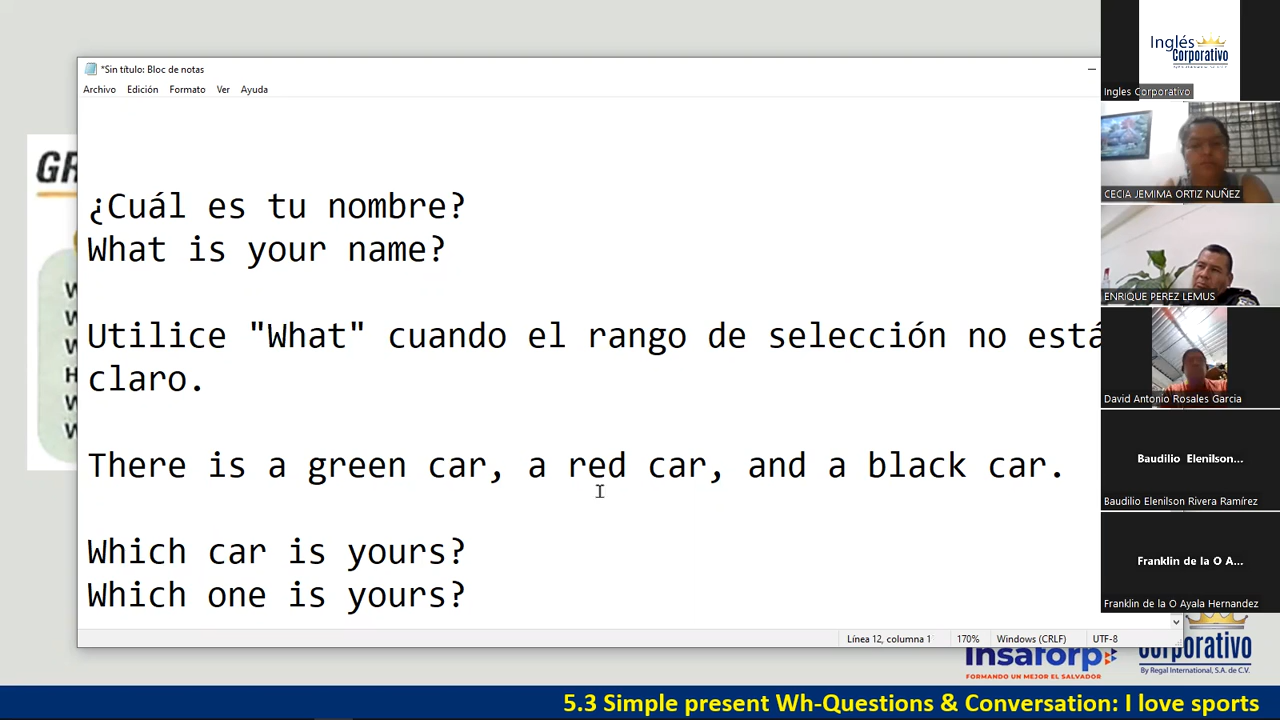 *Sin título: Bloc de notas
Archivo Edición Formato Ver Ayuda
GR
¿Cuál es tu nombre?
What is your name?
Utilice "What" cuando el rango de selección no está
claro.
There is a green car, a red car, and a black car.
Which car is yours?
Which one is yours?
Línea 12, columna 1 170% Windows (CRLF) UTF-8
Inglés
Corporativo
Ingles Corporativo
CECIA JEMIMA ORTIZ NUÑEZ
ENRIQUE PEREZ LEMUS
David Antonio Rosales Garcia
Baudilio Elenilson...
Baudilio Elenilson Rivera Ramírez
Franklin de la O A...
Franklin de la O Ayala Hernandez
Insaforp
FORMANDO UN MEJOR EL SALVADOR
Corporativo
By Regal International, S.A. de C.V.
5.3 Simple present Wh-Questions & Conversation: I love sports